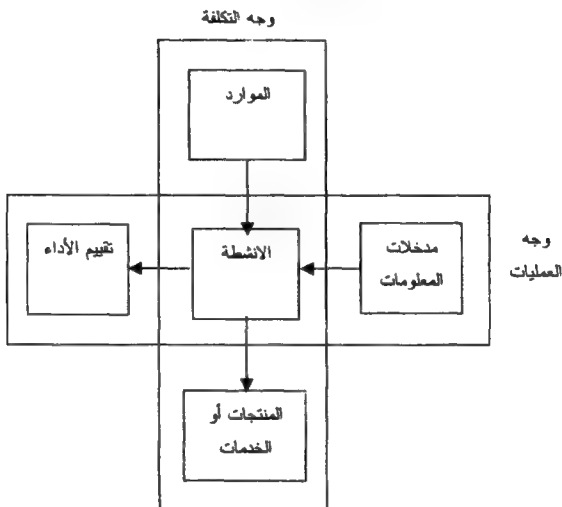 وجه التكلفة
الموارد
وجه
العمليات
مدخلات
المعلومات
الانشطة
تقييم الأداء
المنتجات أو
الخدمات